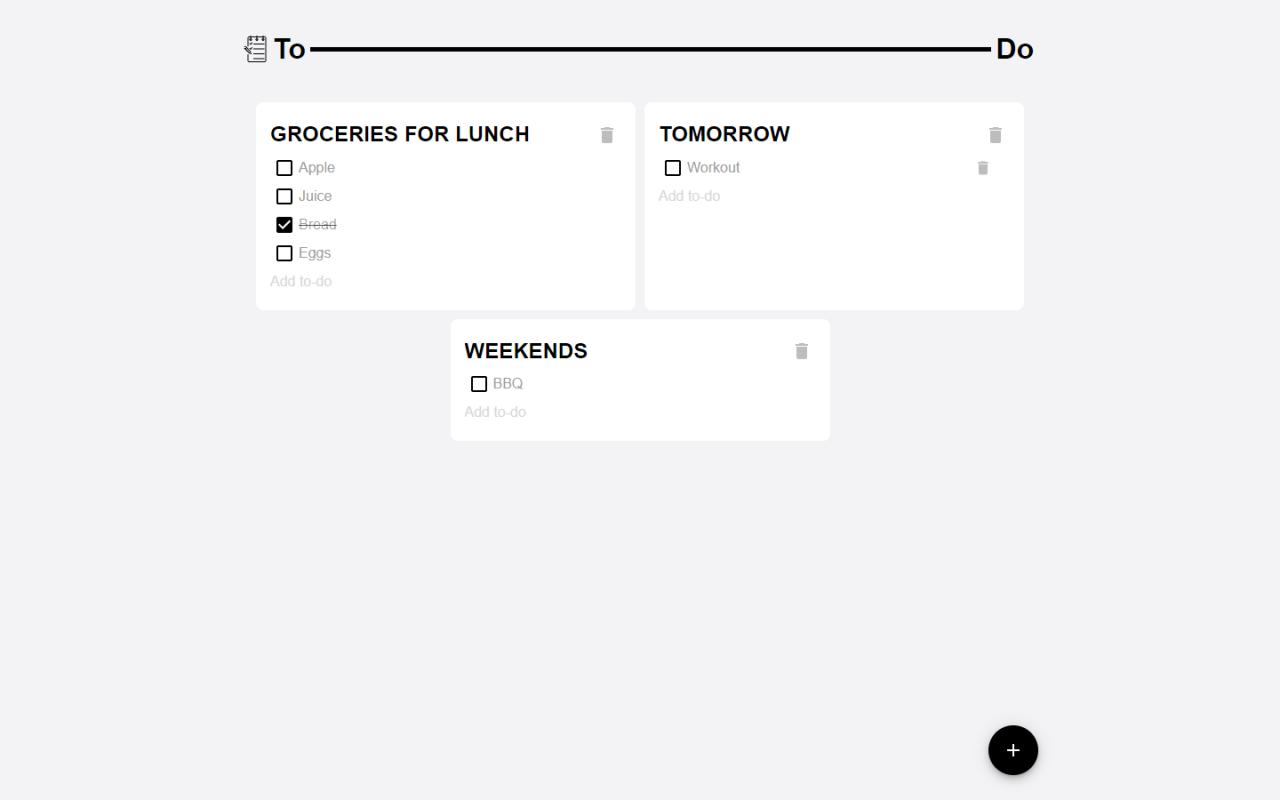 To Do
GROCERIES FOR LUNCH
Apple
Juice
Bread
Eggs
Add to-do
TOMORROW
Workout
Add to-do
WEEKENDS
BBQ
Add to-do